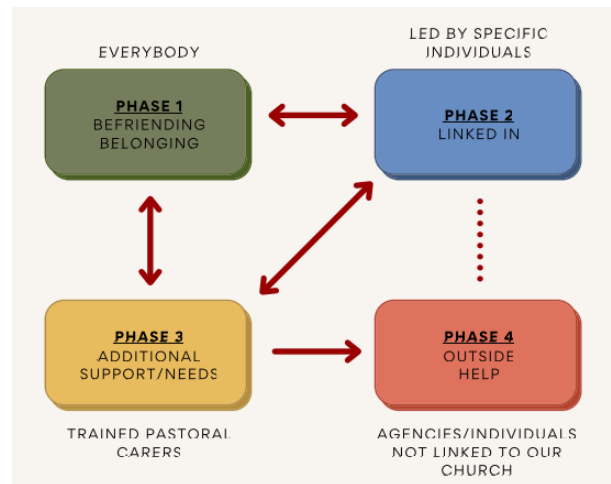 EVERYBODY
LED BY SPECIFIC
INDIVIDUALS
PHASE 1
BEFRIENDING
BELONGING
PHASE 2
LINKED IN
PHASE 3
ADDITIONAL
SUPPORT/NEEDS
PHASE 4
OUTSIDE
HELP
TRAINED PASTORAL
CARERS
AGENCIES/INDIVIDUALS
NOT LINKED TO OUR
CHURCH